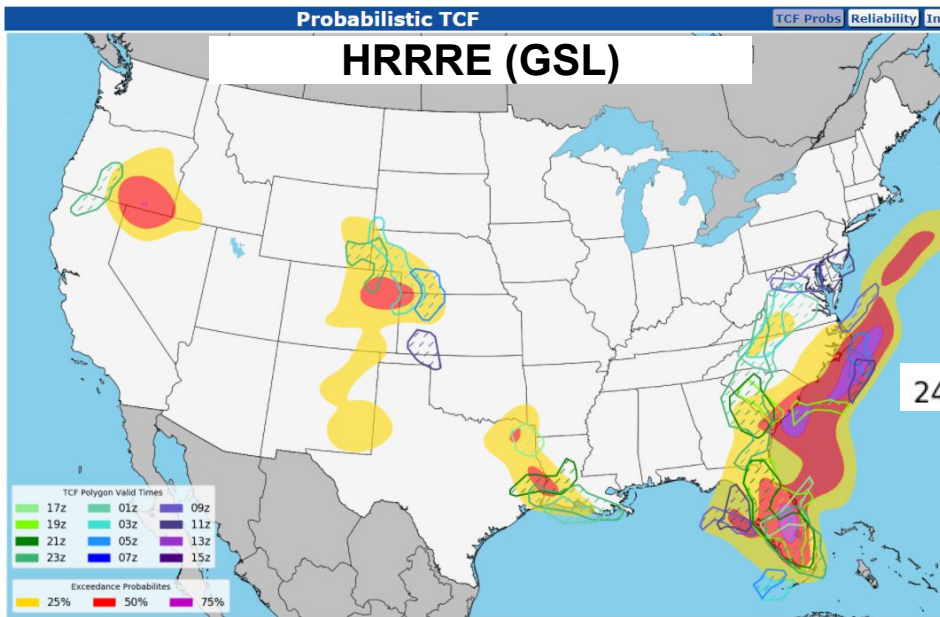 Probabilistic TCF
TCF Probs Reliability In
HRRRE (GSL)
24
TCF Polygon Valid Times
17z 01z 09z
19z 03z 11z
21z 05z 13z
23z 07z 15z
Exceedance Probabilites
25% 50% 75%